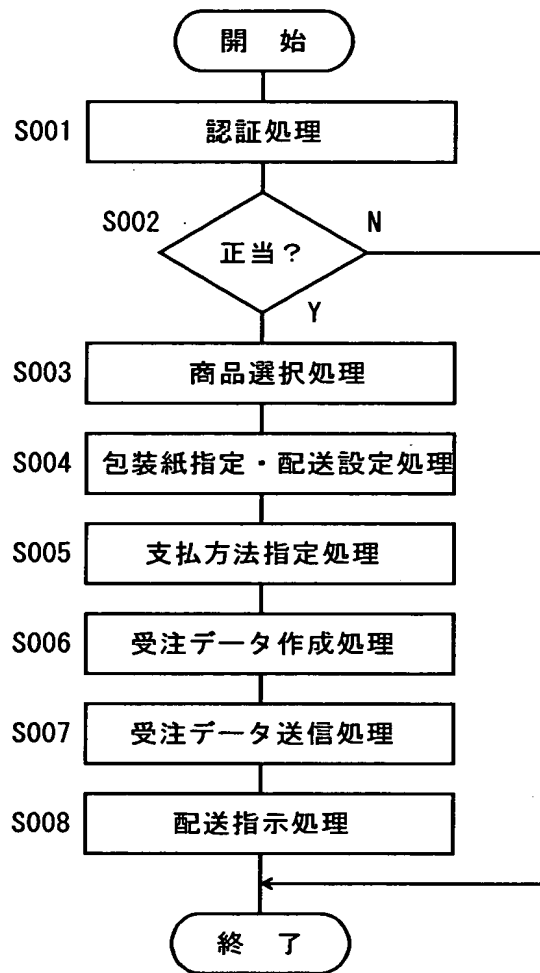 開 始
S001 認証処理
S002 正当? N
Y
S003 商品選択処理
S004 包装紙指定・配送設定処理
S005 支払方法指定処理
S006 受注データ作成処理
S007 受注データ送信処理
S008 配送指示処理
終 了